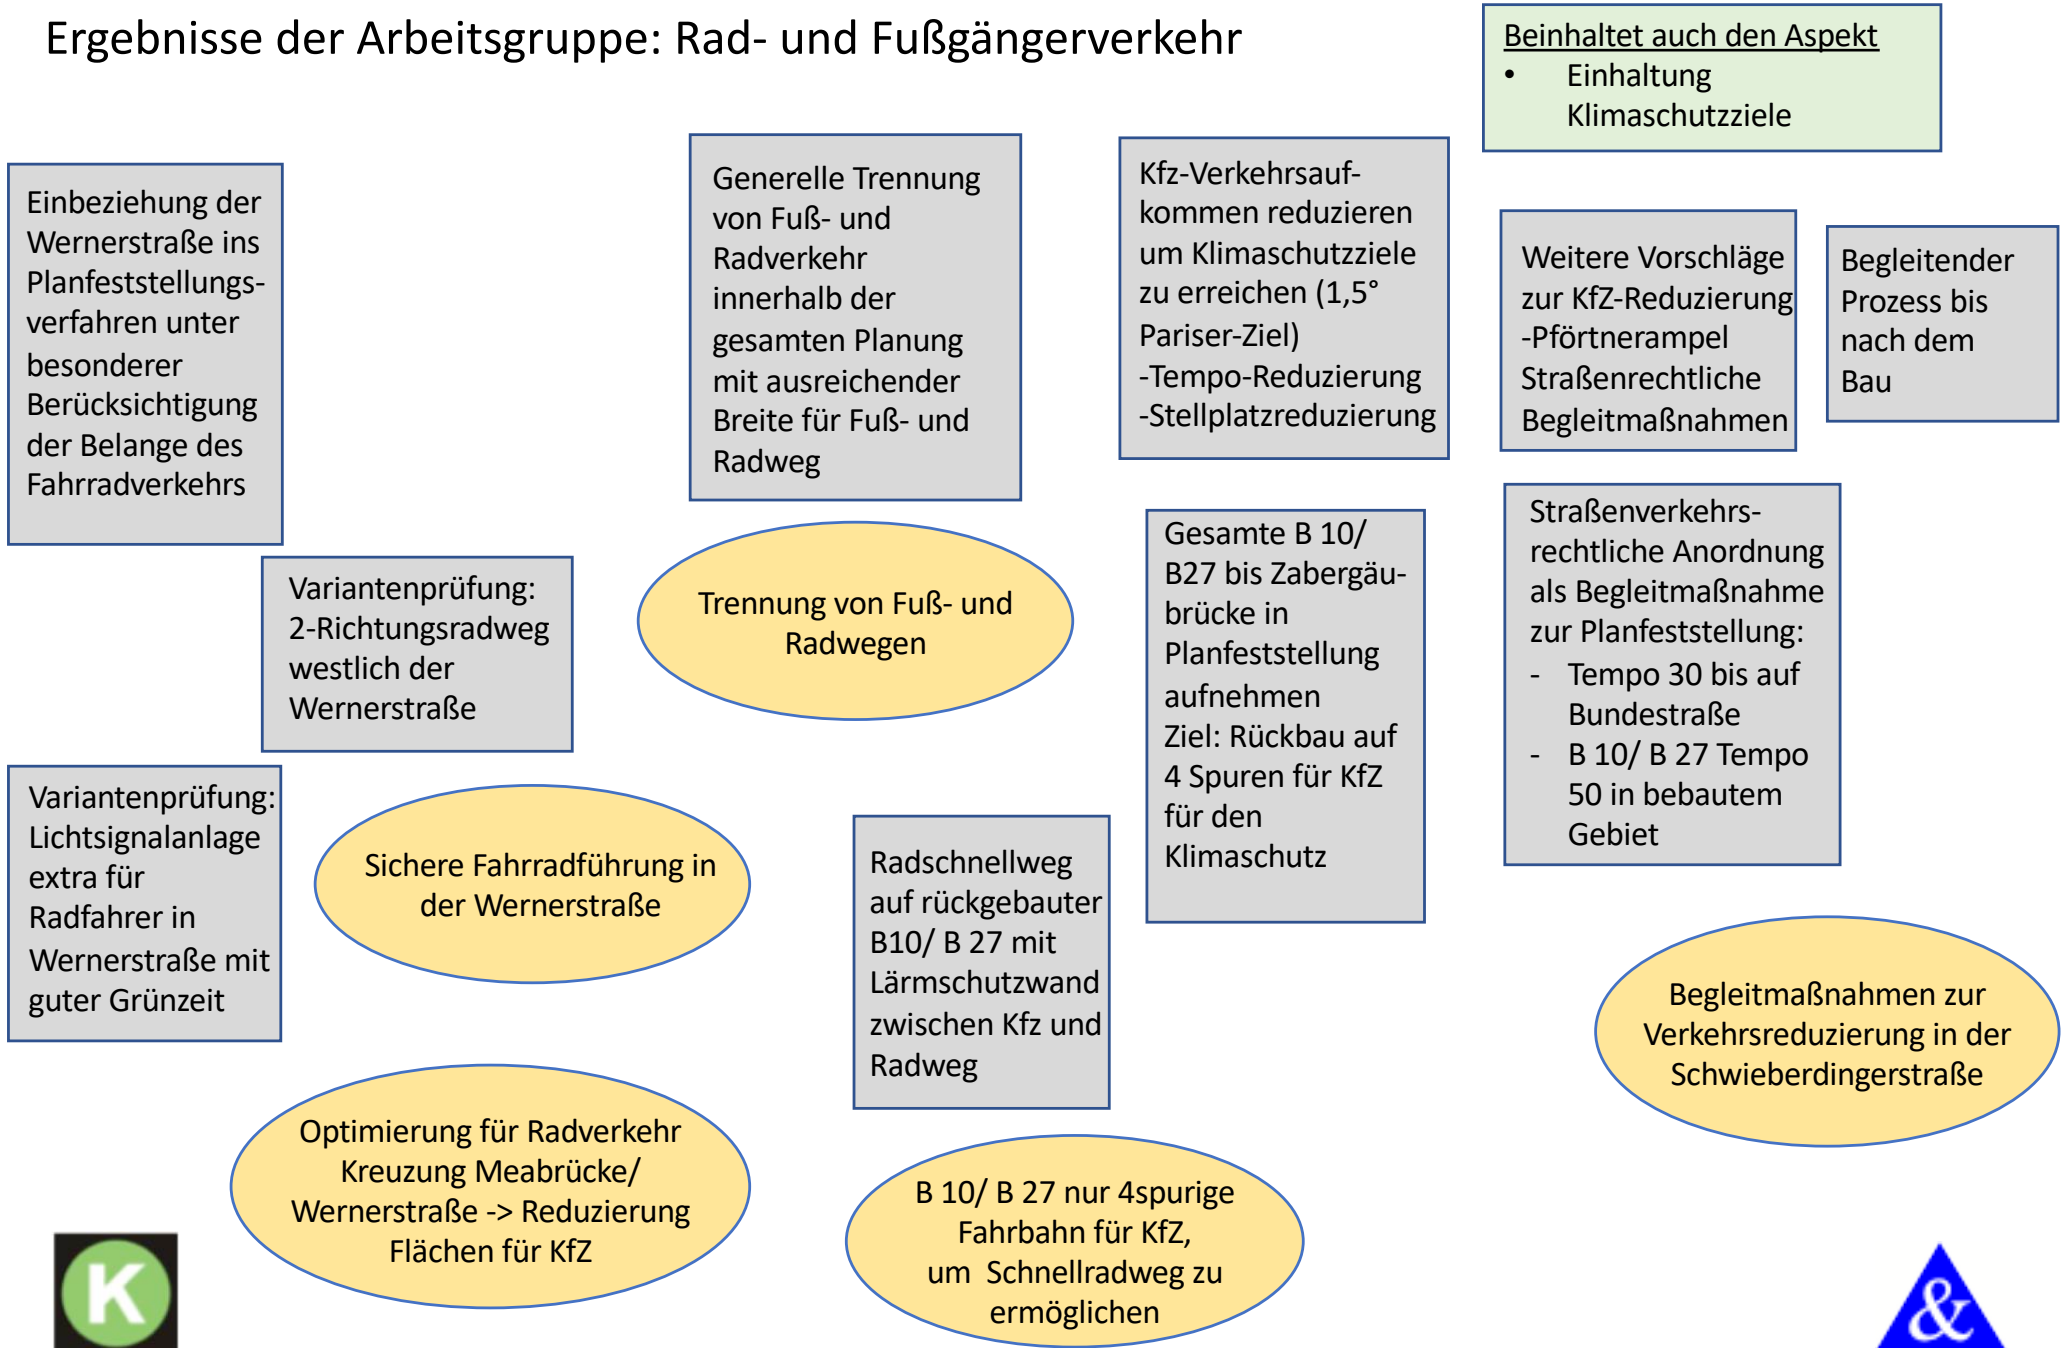 Ergebnisse der Arbeitsgruppe: Rad- und Fußgängerverkehr
Beinhaltet auch den Aspekt
• Einhaltung
Klimaschutzziele
Einbeziehung der
Wernerstraße ins
Planfeststellungs-
verfahren unter
besonderer
Berücksichtigung
der Belange des
Fahrradverkehrs
Generelle Trennung
von Fuß- und
Radverkehr
innerhalb der
gesamten Planung
mit ausreichender
Breite für Fuß- und
Radweg
Kfz-Verkehrsauf-
kommen reduzieren
um Klimaschutzziele
zu erreichen (1,5°
Pariser-Ziel)
-Tempo-Reduzierung
-Stellplatzreduzierung
Weitere Vorschläge
zur KfZ-Reduzierung
-Pförtnerampel
Straßenrechtliche
Begleitmaßnahmen
Begleitender
Prozess bis
nach dem
Bau
Variantenprüfung:
2-Richtungsradweg
westlich der
Wernerstraße
Trennung von Fuß- und
Radwegen
Gesamte B 10/
B27 bis Zabergäu-
brücke in
Planfeststellung
aufnehmen
Ziel: Rückbau auf
4 Spuren für KfZ
für den
Klimaschutz
Straßenverkehrs-
rechtliche Anordnung
als Begleitmaßnahme
zur Planfeststellung:
- Tempo 30 bis auf
Bundestraße
- B 10/ B 27 Tempo
50 in bebautem
Gebiet
Variantenprüfung:
Lichtsignalanlage
extra für
Radfahrer in
Wernerstraße mit
guter Grünzeit
Sichere Fahrradführung in
der Wernerstraße
Radschnellweg
auf rückgebauter
B10/ B 27 mit
Lärmschutzwand
zwischen Kfz und
Radweg
Begleitmaßnahmen zur
Verkehrsreduzierung in der
Schwieberdingerstraße
Optimierung für Radverkehr
Kreuzung Meabrücke/
Wernerstraße -> Reduzierung
Flächen für KfZ
B 10/ B 27 nur 4spurige
Fahrbahn für KfZ,
um Schnellradweg zu
ermöglichen
K
&